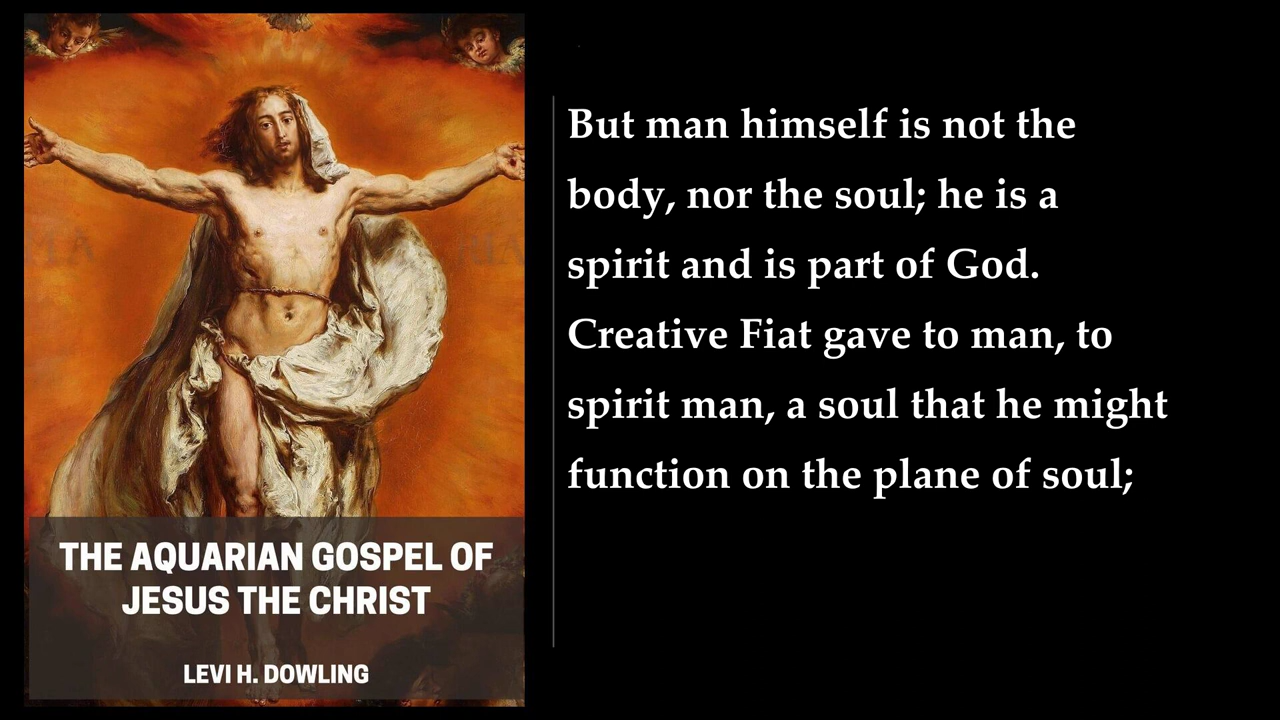 THE AQUARIAN GOSPEL OF
JESUS THE CHRIST
LEVI H. DOWLING
But man himself is not the
body, nor the soul; he is a
spirit and is part of God.
Creative Fiat gave to man, to
spirit man, a soul that he might
function on the plane of soul;